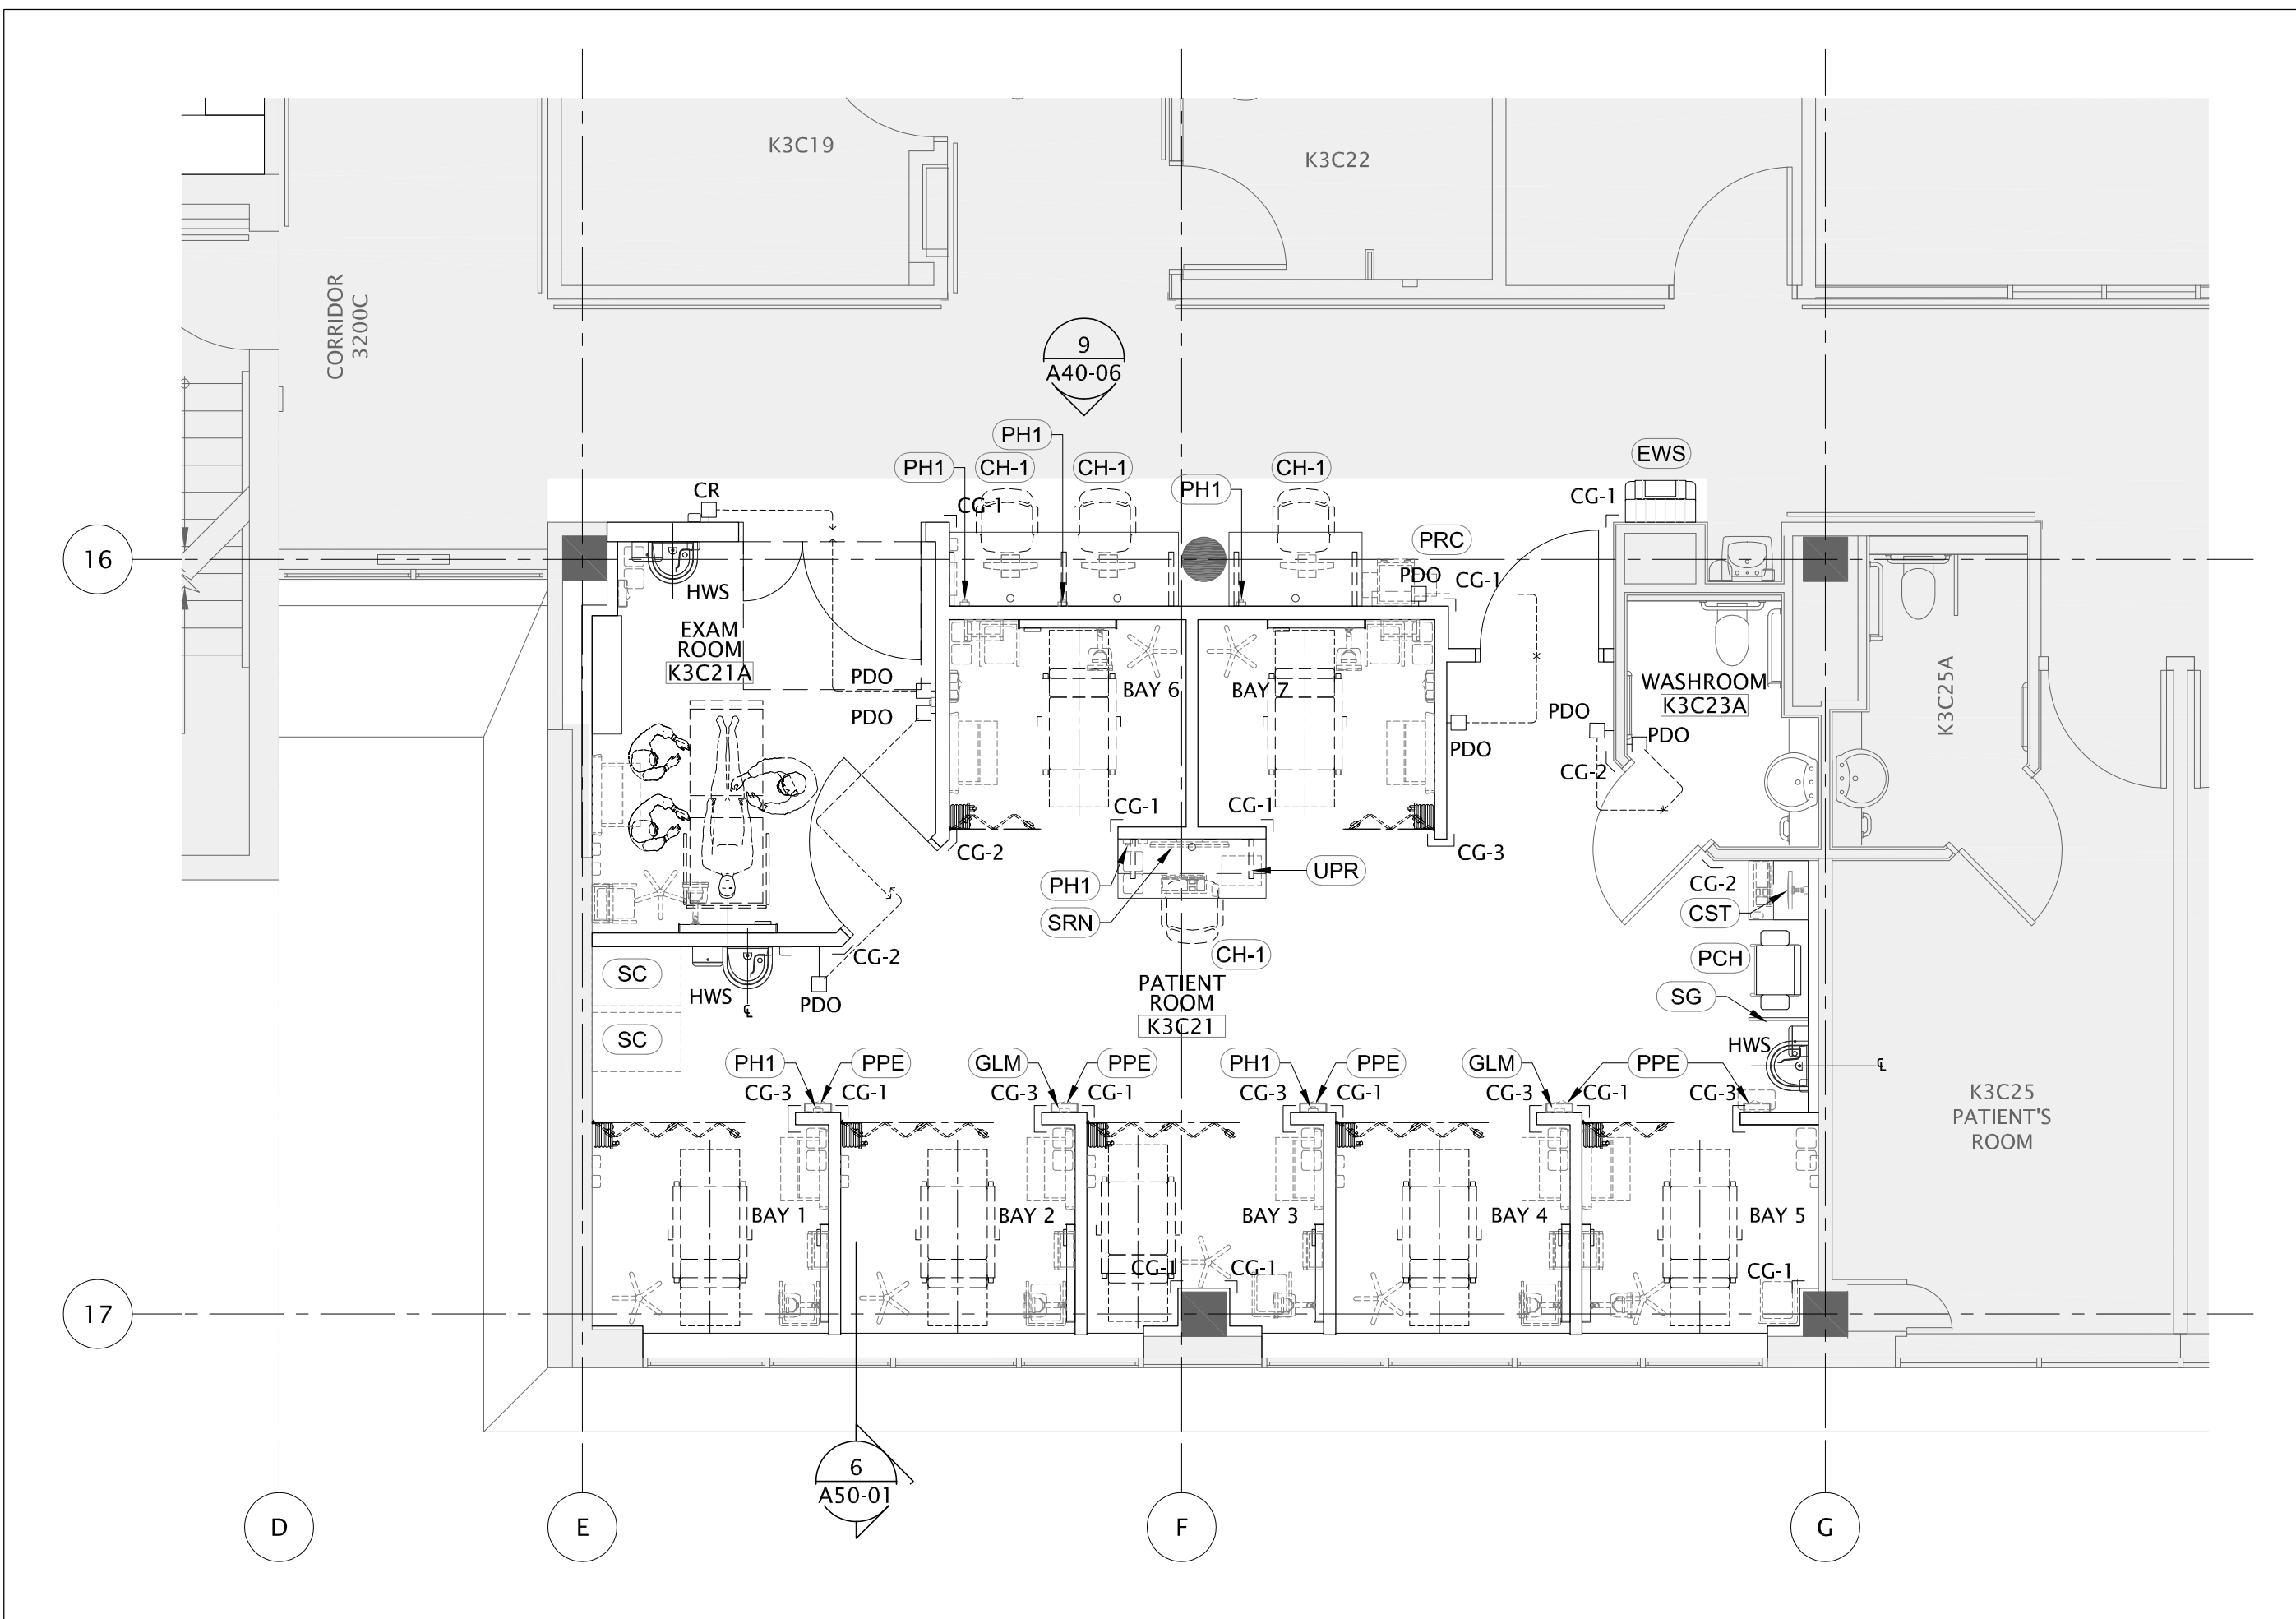 K3C19
K3C22
CORRIDOR
3200C
9
A40-06
PH1
PH1
CH-1
CH-1
CH-1
EWS
CR
CG-1
PH1
CG-1
16
PRC
HWS
PDO
CG-1
EXAM
ROOM
K3C21A
PDO
BAY 6
BAY 7
WASHROOM
K3C23A
K3C25A
PDO
PDO
PDO
PDO
CG-2
CG-1
CG-1
CG-2
CG-3
PH1
UPR
CG-2
SRN
CST
CH-1
CG-2
PCH
SC
PATIENT
ROOM
K3C21
HWS
℄
PDO
SG
SC
HWS
℄
PH1
PPE
GLM
PPE
PH1
PPE
GLM
PPE
CG-3
CG-1
CG-3
CG-1
CG-3
CG-1
CG-3
CG-1
CG-3
K3C25
PATIENT'S
ROOM
BAY 1
BAY 2
BAY 3
BAY 4
BAY 5
CG-1
CG-1
CG-1
17
6
A50-01
D
E
F
G